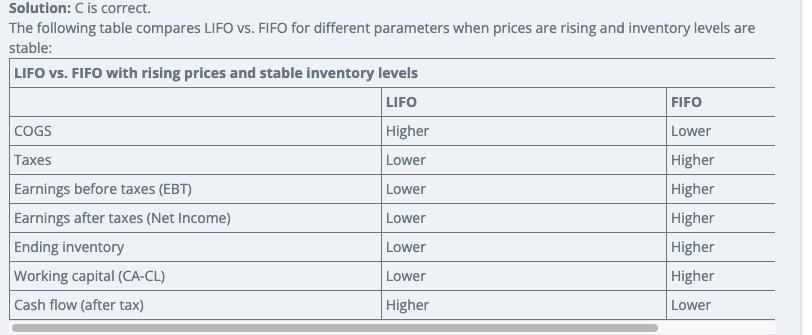 Solution: C is correct.
The following table compares LIFO vs. FIFO for different parameters when prices are rising and inventory levels are
stable:
LIFO vs. FIFO with rising prices and stable inventory levels
LIFO FIFO
COGS Higher Lower
Taxes Lower Higher
Earnings before taxes (EBT) Lower Higher
Earnings after taxes (Net Income) Lower Higher
Ending inventory Lower Higher
Working capital (CA-CL) Lower Higher
Cash flow (after tax) Higher Lower